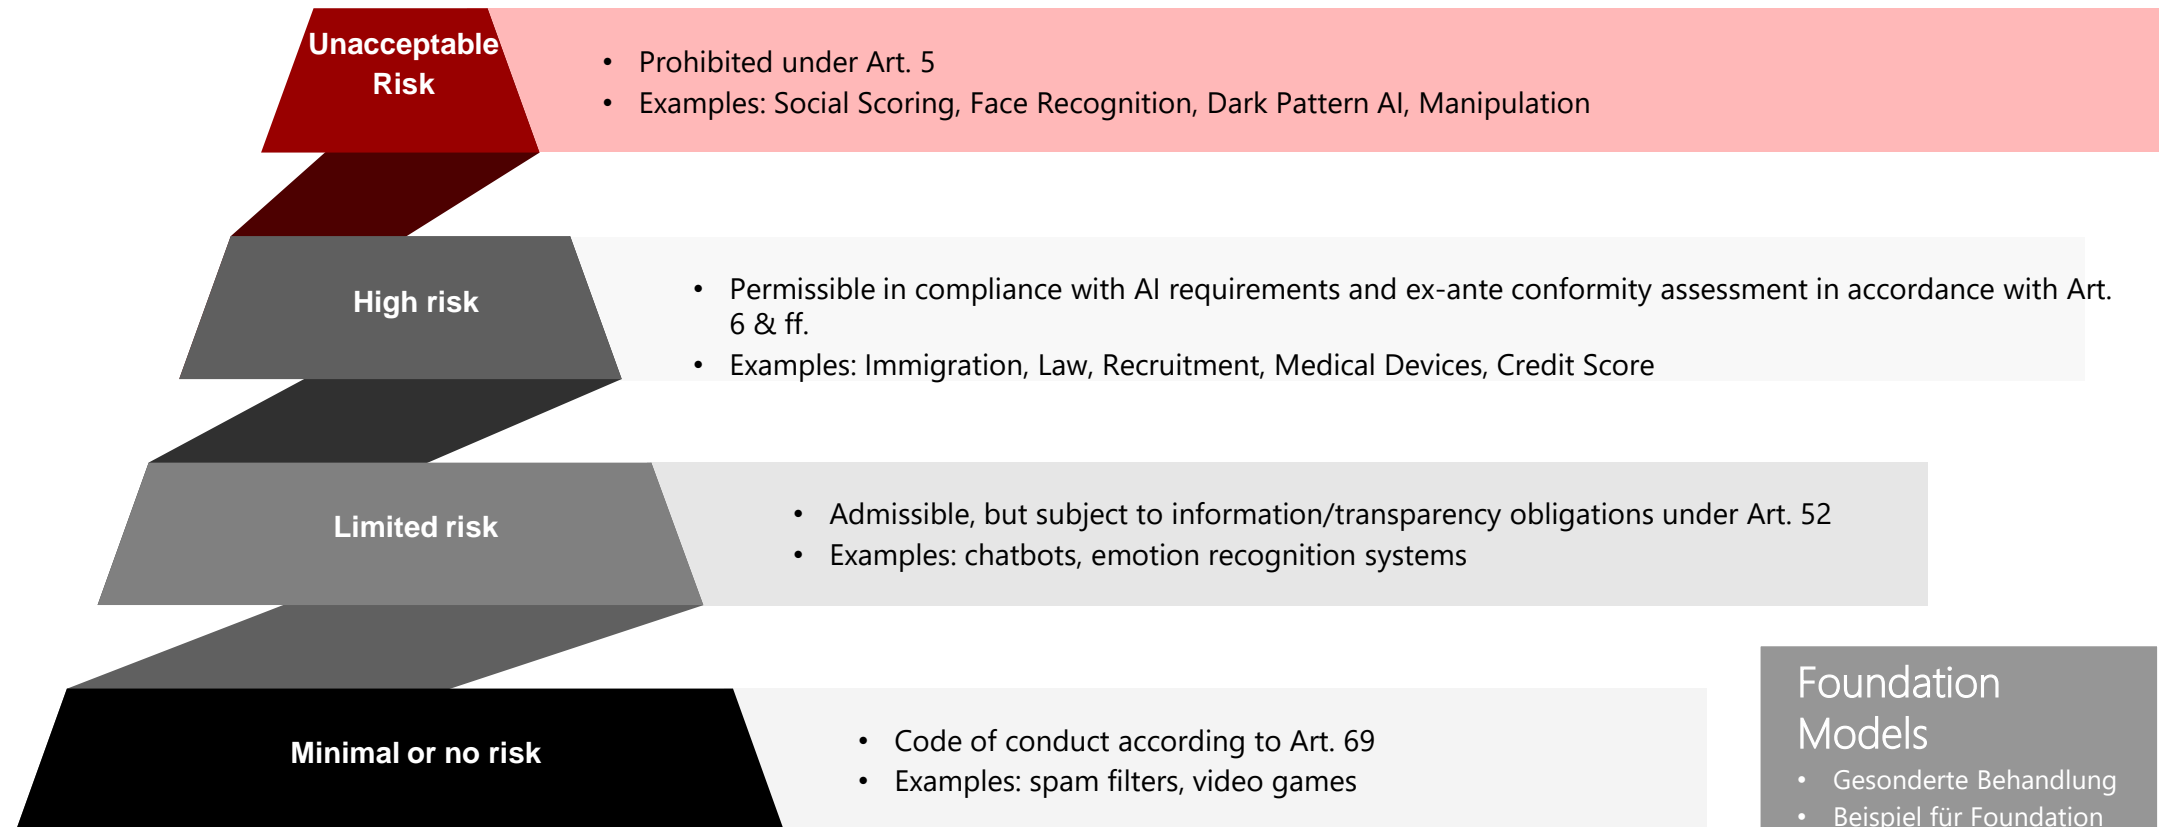 Unacceptable
Risk
• Prohibited under Art. 5
• Examples: Social Scoring, Face Recognition, Dark Pattern AI, Manipulation
High risk
• Permissible in compliance with AI requirements and ex-ante conformity assessment in accordance with Art.
6 & ff.
• Examples: Immigration, Law, Recruitment, Medical Devices, Credit Score
Limited risk
• Admissible, but subject to information/transparency obligations under Art. 52
• Examples: chatbots, emotion recognition systems
Minimal or no risk
• Code of conduct according to Art. 69
• Examples: spam filters, video games
Foundation
Models
• Gesonderte Behandlung
• Beispiel für Foundation